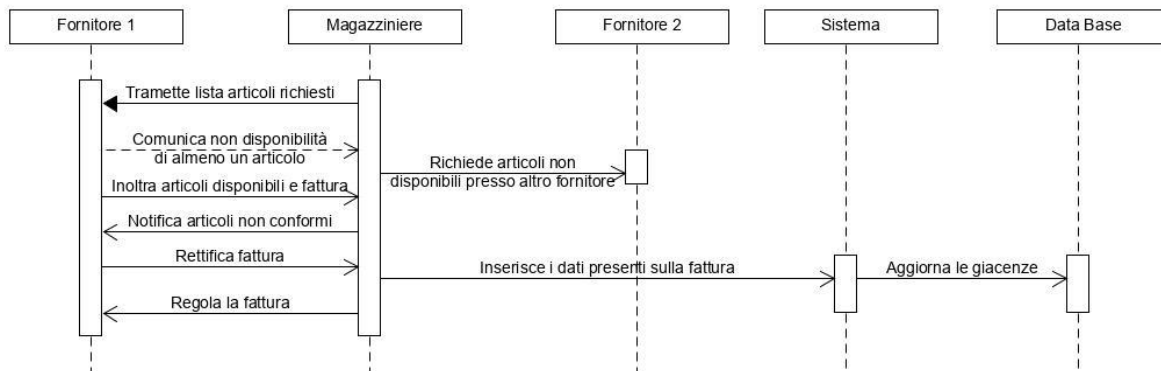 Fornitore 1
Magazziniere
Fornitore 2
Sistema
Data Base
Tramette lista articoli richiesti
Comunica non disponibilità
di almeno un articolo
Richiede articoli non
disponibili presso altro fornitore
Inoltra articoli disponibili e fattura
Notifica articoli non conformi
Rettifica fattura
Inserisce i dati presenti sulla fattura
Aggiorna le giacenze
Regola la fattura